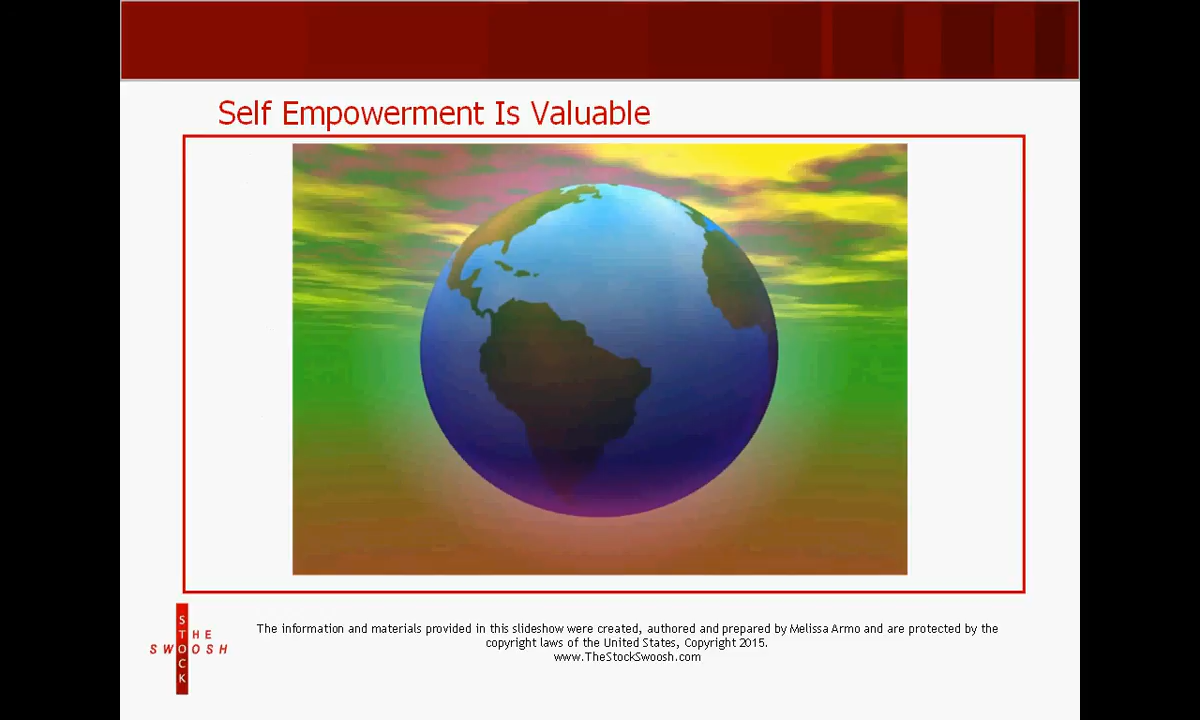 Self Empowerment Is Valuable
THE
SWOOSH
STOCK
The information and materials provided in this slideshow were created, authored and prepared by Melissa Armo and are protected by the
copyright laws of the United States, Copyright 2015.
www.TheStockSwoosh.com